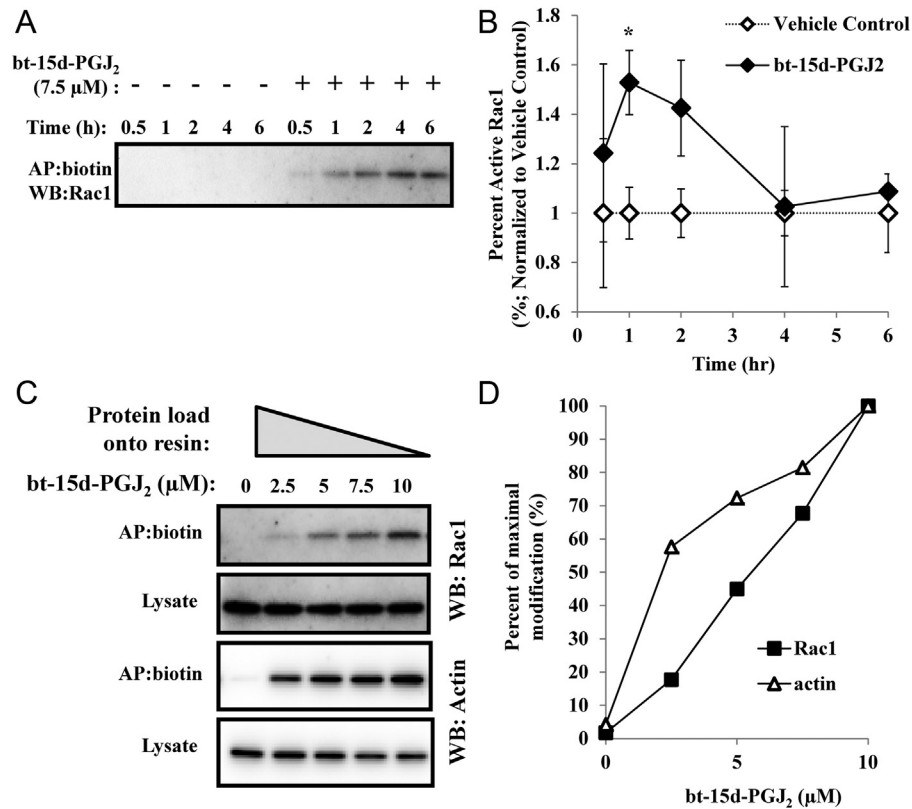 A
bt-15d-PGJ2
(7.5 µM) : - - - - - + + + + +
Time (h): 0.5 1 2 4 6 0.5 1 2 4 6
AP:biotin
WB:Rac1
B
Vehicle Control
bt-15d-PGJ2
Percent Active Rac1
(%; Normalized to Vehicle Control)
1.8
*
1.6
1.4
1.2
1
0.8
0.6
0 1 2 3 4 5 6
Time (hr)
C
Protein load
onto resin:
bt-15d-PGJ2 (µM): 0 2.5 5 7.5 10
AP:biotin
Lysate
WB: Rac1
AP:biotin
Lysate
WB: Actin
D
Percent of maximal
modification (%)
100
90
80
70
60
50
40
30
20
10
0
Rac1
actin
0 5 10
bt-15d-PGJ2 (µM)